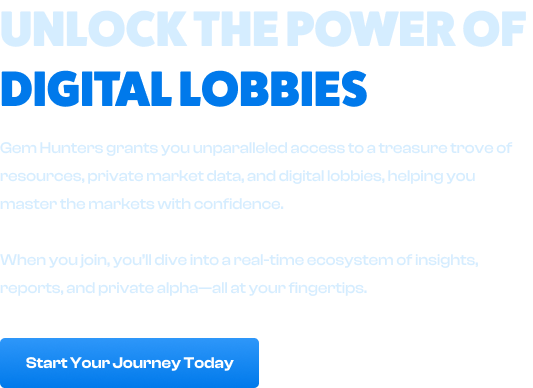 UNLOCK THE POWER OF
DIGITAL LOBBIES
Gem Hunters grants you unparalleled access to a treasure trove of
resources, private market data, and digital lobbies, helping you
master the markets with confidence.
When you join, you'll dive into a real-time ecosystem of insights,
reports, and private alpha—all at your fingertips.
Start Your Journey Today